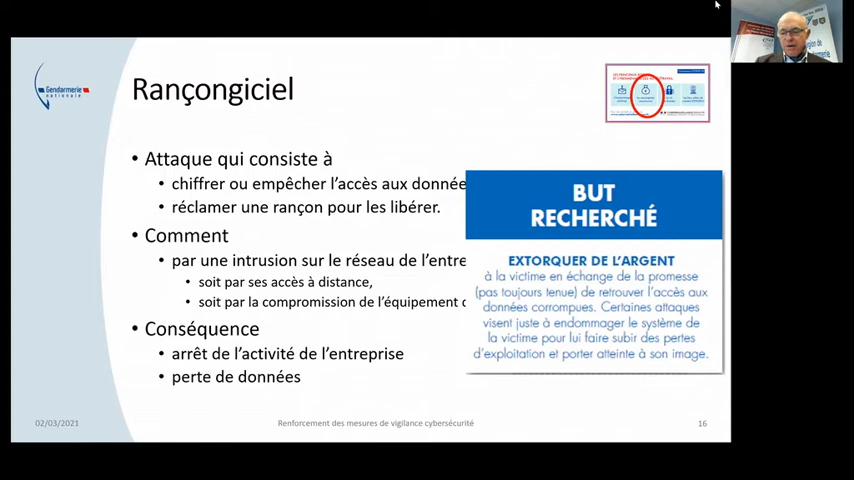 Gendarmerie
nationale
Rançongiciel
• Attaque qui consiste à
• chiffrer ou empêcher l'accès aux donnée
• réclamer une rançon pour les libérer.
• Comment
• par une intrusion sur le réseau de l'entre
• soit par ses accès à distance,
• soit par la compromission de l'équipement
• Conséquence
• arrêt de l'activité de l'entreprise
• perte de données
BUT
RECHERCHÉ
EXTORQUER DE L'ARGENT
à la victime en échange de la promesse
(pas toujours tenue) de retrouver l'accès aux
données corrompues. Certaines attaques
visent juste à endommager le système de
la victime pour lui faire subir des pertes
d'exploitation et porter atteinte à son image.
02/03/2021
Renforcement des mesures de vigilance cybersécurité
16